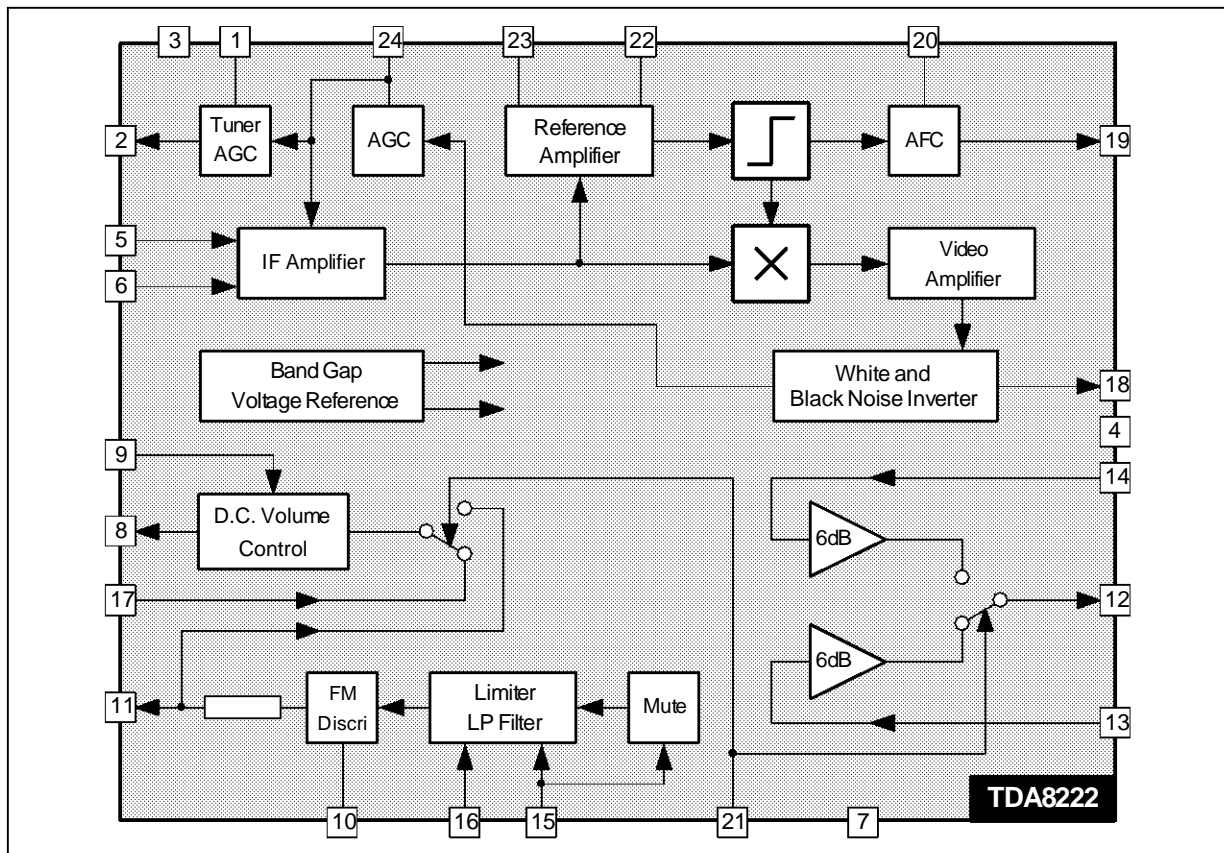 3 1 24 23 22 20
2
Tuner
AGC
AGC
Reference
Amplifier
AFC
19
5
6
IF Amplifier
Video
Amplifier
Band Gap
Voltage Reference
White and
Black Noise Inverter
18
4
9
14
8
D.C. Volume
Control
6dB
17
12
6dB
11
FM
Discri
Limiter
LP Filter
Mute
13
TDA8222
10 16 15 21 7